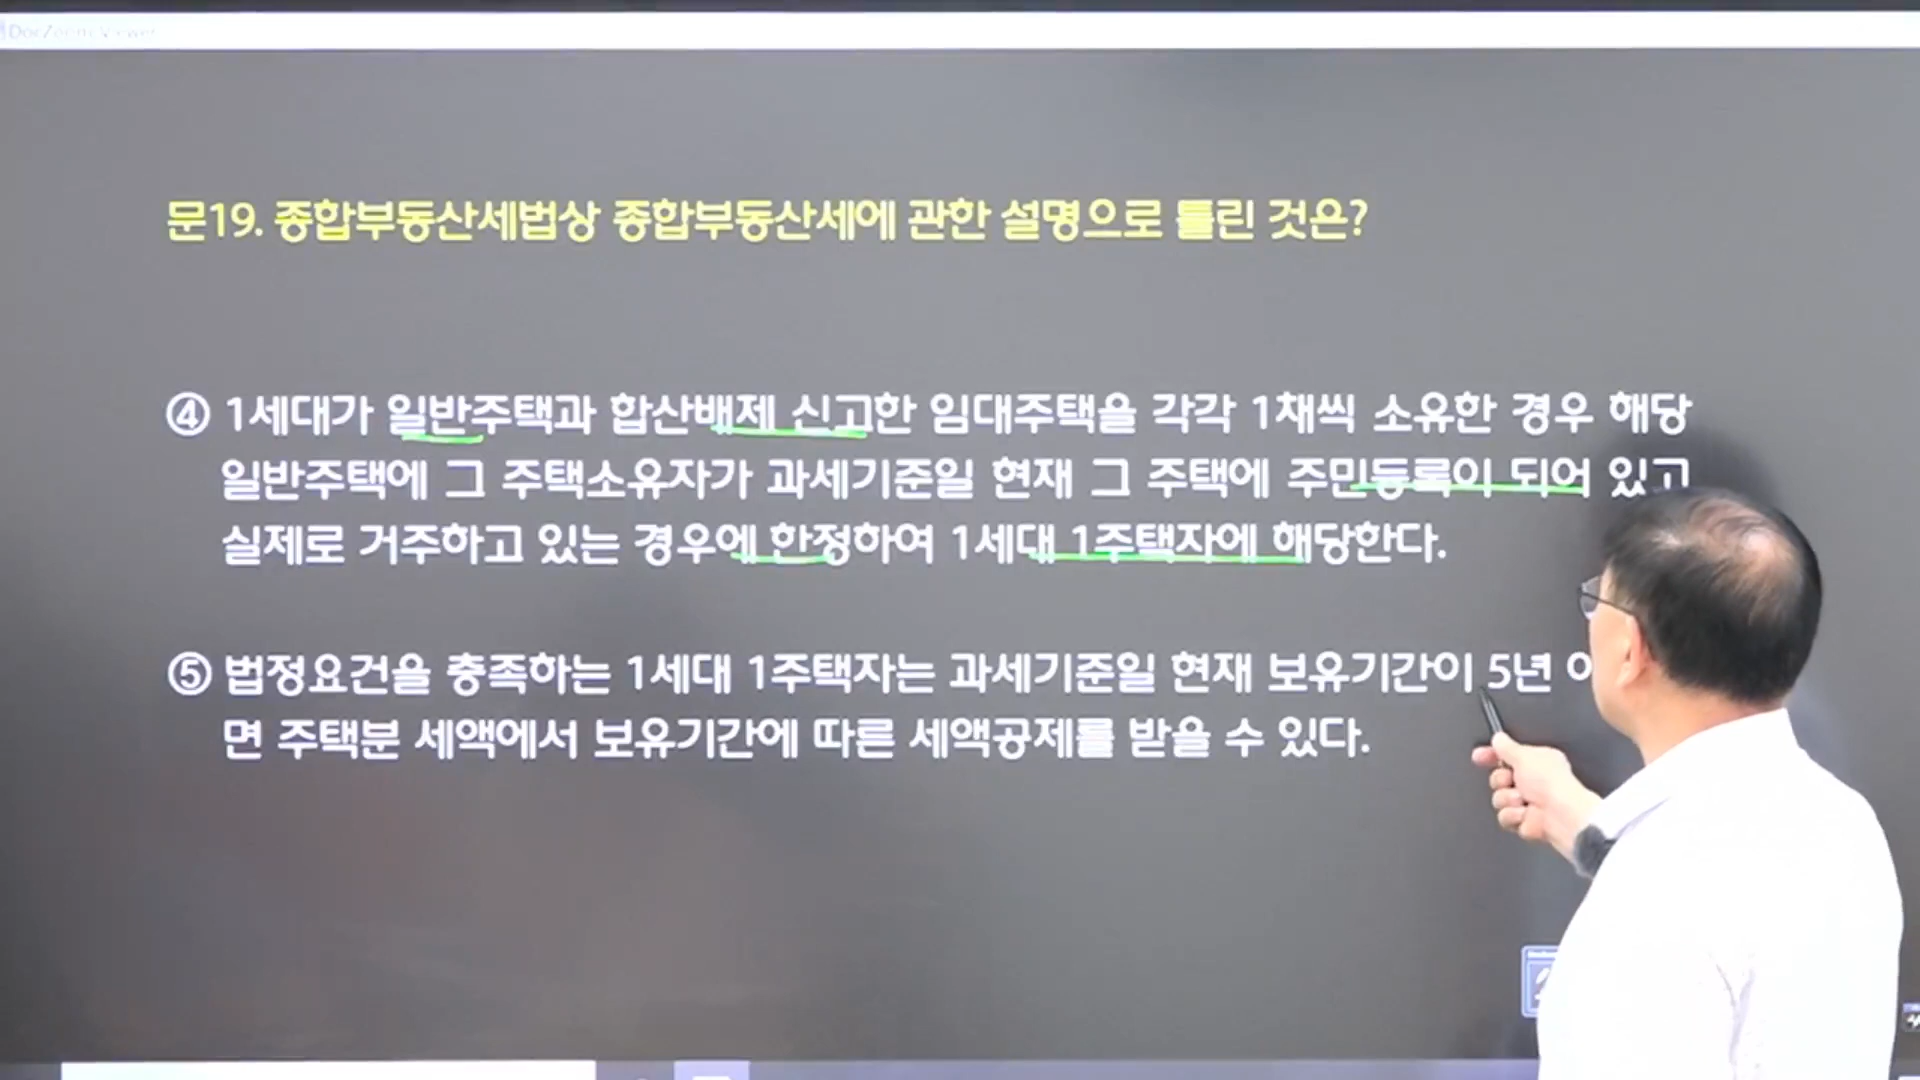 DocZoom Viewer
문19. 종합부동산세법상 종합부동산세에 관한 설명으로 틀린 것은?
④ 1세대가 일반주택과 합산배제 신고한 임대주택을 각각 1채씩 소유한 경우 해당
일반주택에 그 주택소유자가 과세기준일 현재 그 주택에 주민등록이 되어 있고
실제로 거주하고 있는 경우에 한정하여 1세대 1주택자에 해당한다.
⑤ 법정요건을 충족하는 1세대 1주택자는 과세기준일 현재 보유기간이 5년
면 주택분 세액에서 보유기간에 따른 세액공제를 받을 수 있다.